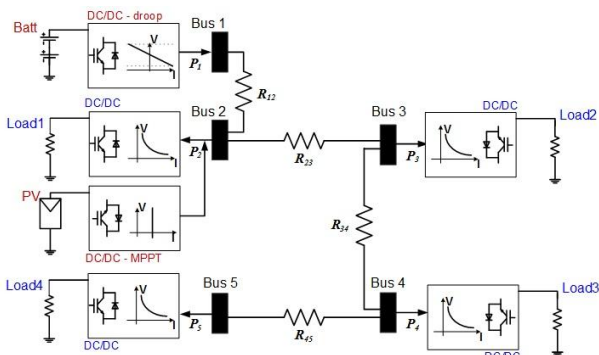 Batt
DC/DC - droop
V
I
P1
Bus 1
R12
DC/DC
Load1
V
I
P2
Bus 2
R23
Bus 3
P3
DC/DC
V
I
Load2
PV
V
I
DC/DC - MPPT
R34
Load4
V
I
DC/DC
P5
Bus 5
R45
Bus 4
P4
V
I
Load3
DC/DC